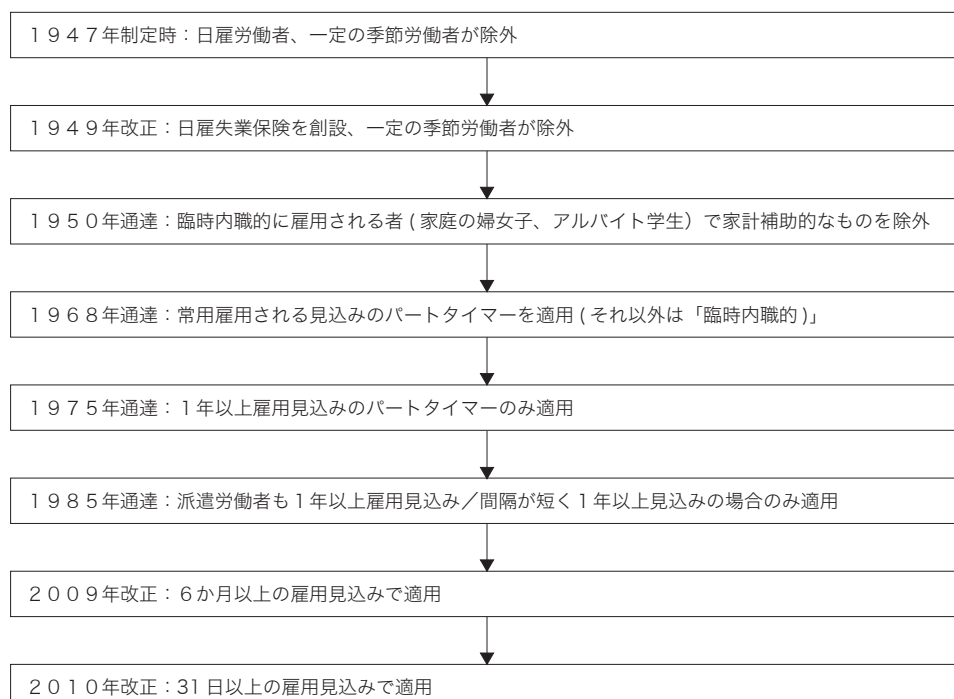 １９４７年制定時：日雇労働者、一定の季節労働者が除外
１９４９年改正：日雇失業保険を創設、一定の季節労働者が除外
１９５０年通達：臨時内職的に雇用される者 ( 家庭の婦女子、アルバイト学生）で家計補助的なものを除外
１９６８年通達：常用雇用される見込みのパートタイマーを適用 ( それ以外は「臨時内職的 )」
１９７５年通達：１年以上雇用見込みのパートタイマーのみ適用
１９８５年通達：派遣労働者も１年以上雇用見込み／間隔が短く１年以上見込みの場合のみ適用
２００９年改正：６か月以上の雇用見込みで適用
２０１０年改正：31 日以上の雇用見込みで適用